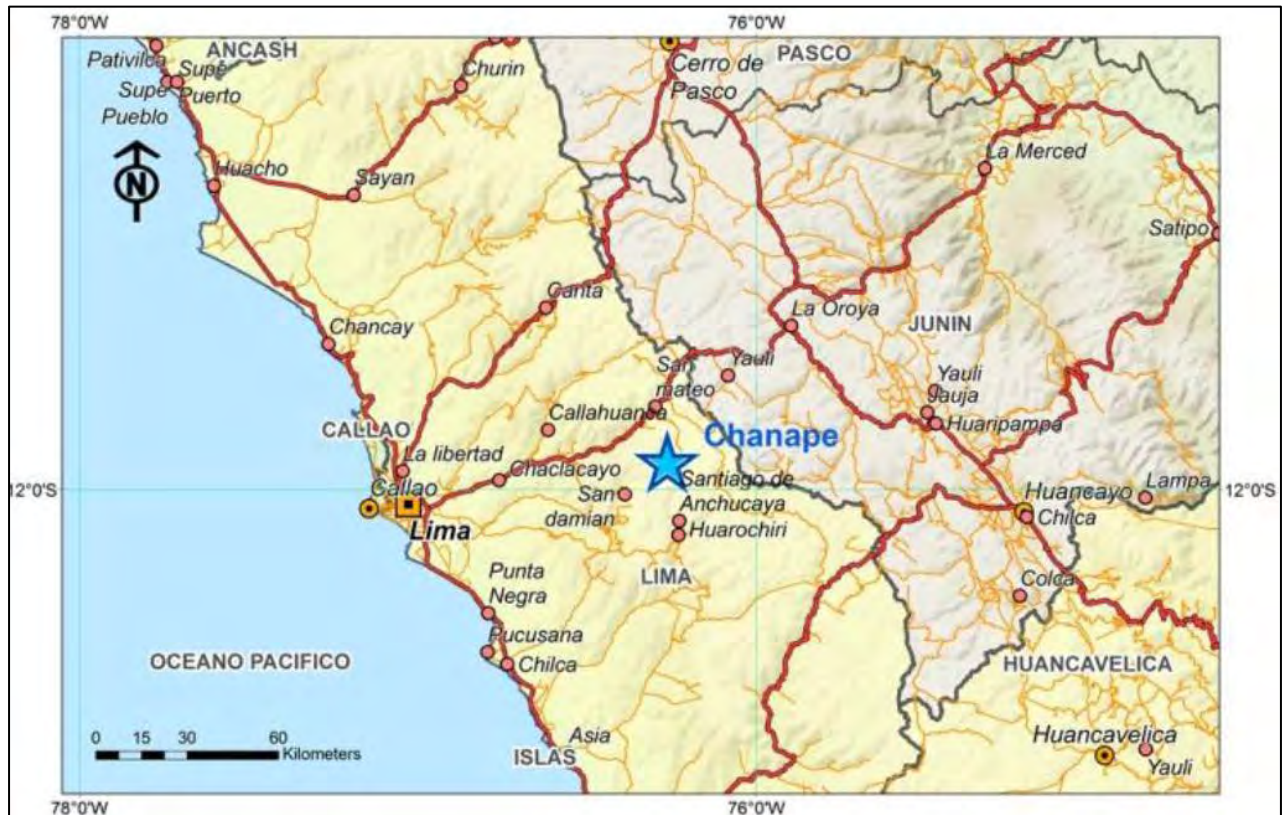 78°0'W
76°0'W
ANCASH
PASCO
Pativilca
Supe
Puerto
Supe
Pueblo
Churin
Cerro de
Pasco
N
La Merced
Huacho
Sayan
Satipo
Canta
La Oroya
JUNIN
Chancay
San
mateo
Yauli
Yauli
Jauja
Huaripampa
Callahuanca
CALLAO
Chanape
La libertad
Chaclacayo
Santiago de
Anchucaya
Huarochiri
Lampa
12°S
12°0'S
Callao
San
damian
Huancayo
Chilca
Lima
LIMA
Colca
Punta
Negra
Pucusana
Chilca
OCEANO PACIFICO
HUANCAVELICA
0 15 30 60
Kilometers
Asia
ISLAS
Huancavelica
Yauli
78°0'W
76°0'W